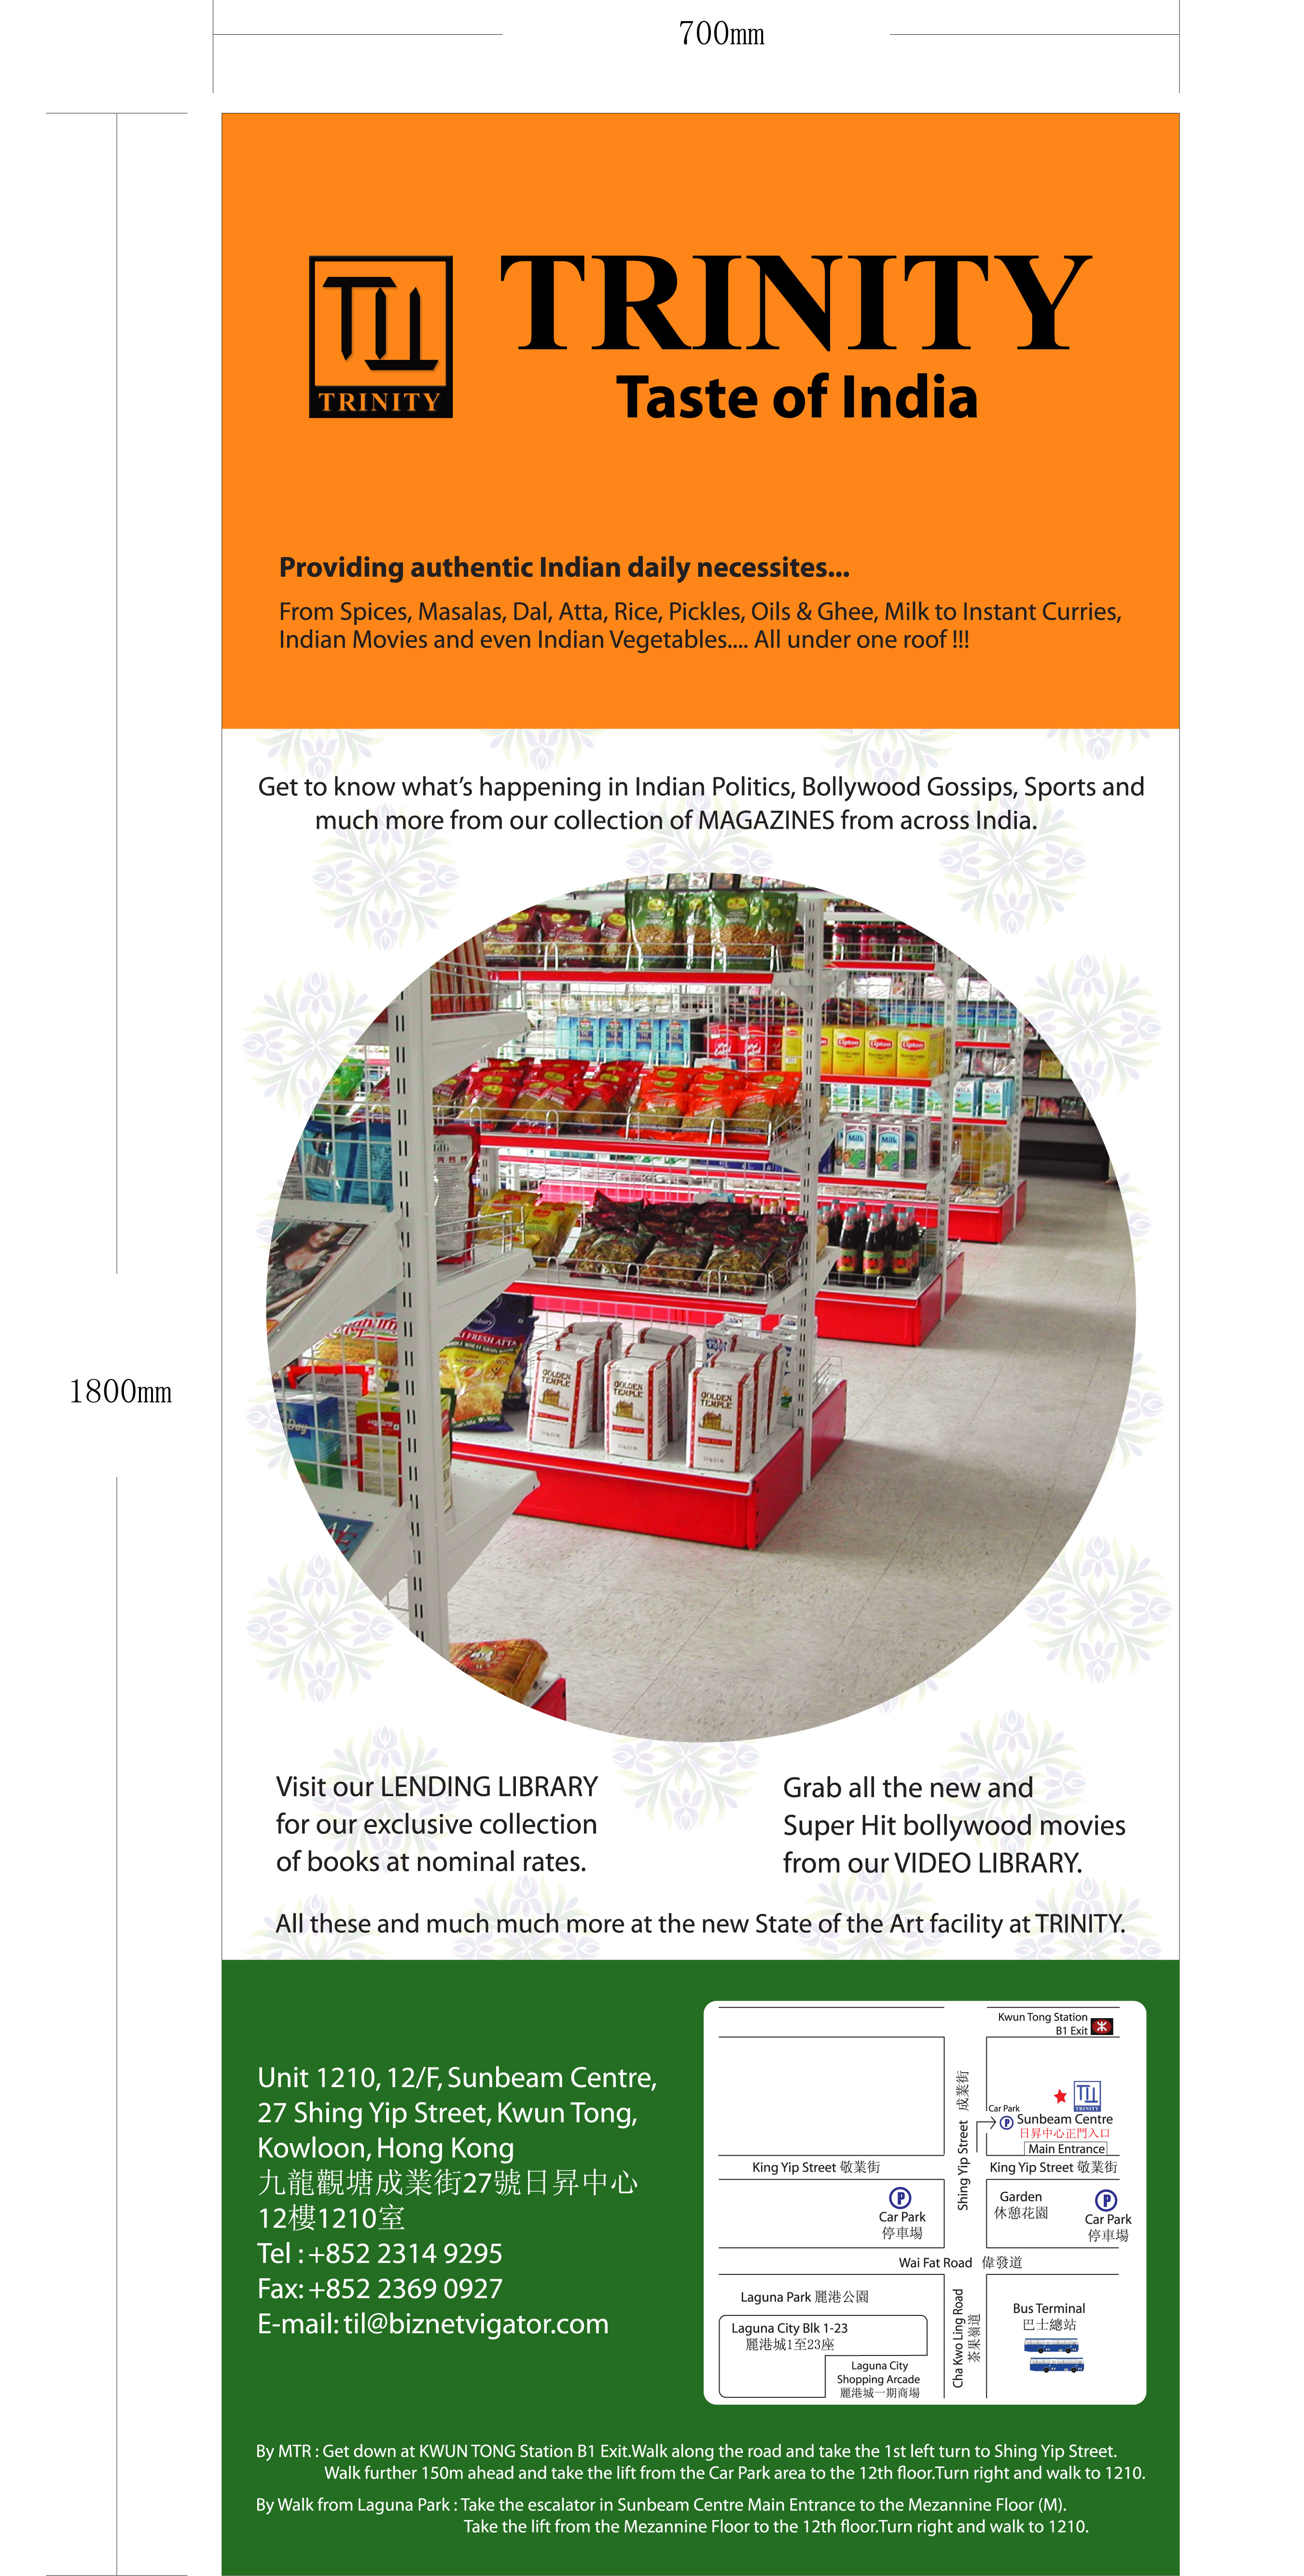 700mm
1800mm
TRINITY
TRINITY
Taste of India
Providing authentic Indian daily necessites...
From Spices, Masalas, Dal, Atta, Rice, Pickles, Oils & Ghee, Milk to Instant Curries,
Indian Movies and even Indian Vegetables.... All under one roof !!!
Get to know what's happening in Indian Politics, Bollywood Gossips, Sports and
much more from our collection of MAGAZINES from across India.
Lipton
Lipton
Lipton
Milk
Milk
FRESH ATTA
GOLDEN
TEMPLE
GOLDEN
TEMPLE
GOLDEN
TEMPLE
Visit our LENDING LIBRARY
for our exclusive collection
of books at nominal rates.
Grab all the new and
Super Hit bollywood movies
from our VIDEO LIBRARY.
All these and much much more at the new State of the Art facility at TRINITY.
Unit 1210, 12/F, Sunbeam Centre,
27 Shing Yip Street, Kwun Tong,
Kowloon, Hong Kong
九龍觀塘成業街27號日昇中心
12樓1210室
Tel : +852 2314 9295
Fax: +852 2369 0927
E-mail: til@biznetvigator.com
Kwun Tong Station
B1 Exit
Shing Yip Street 成業街
TRINITY
Car Park
P
Sunbeam Centre
日昇中心正門入口
Main Entrance
King Yip Street 敬業街
King Yip Street 敬業街
P
Car Park
停車場
Garden
休憩花園
P
Car Park
停車場
Wai Fat Road 偉發道
Laguna Park 麗港公園
Laguna City Blk 1-23
麗港城1至23座
Laguna City
Shopping Arcade
麗港城一期商場
Cha Kwo Ling Road
茶果嶺道
Bus Terminal
巴士總站
By MTR : Get down at KWUN TONG Station B1 Exit.Walk along the road and take the 1st left turn to Shing Yip Street.
Walk further 150m ahead and take the lift from the Car Park area to the 12th floor.Turn right and walk to 1210.
By Walk from Laguna Park : Take the escalator in Sunbeam Centre Main Entrance to the Mezannine Floor (M).
Take the lift from the Mezannine Floor to the 12th floor.Turn right and walk to 1210.